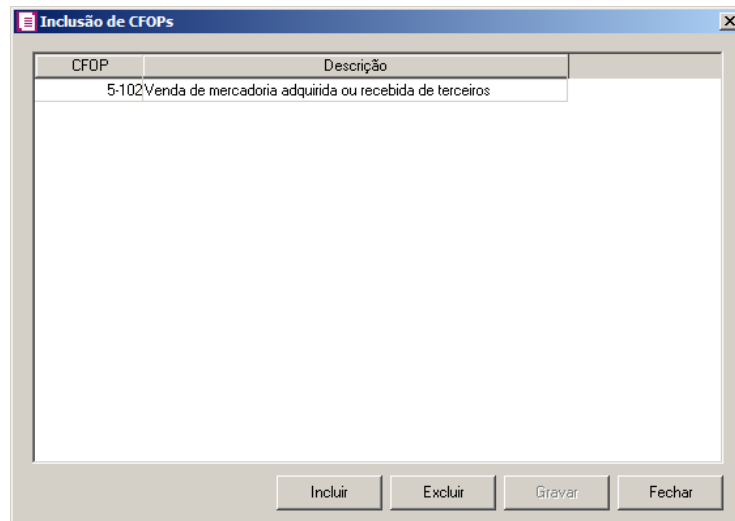 Inclusão de CFOPs
CFOP Descrição
5-102 Venda de mercadoria adquirida ou recebida de terceiros
Incluir Excluir Gravar Fechar